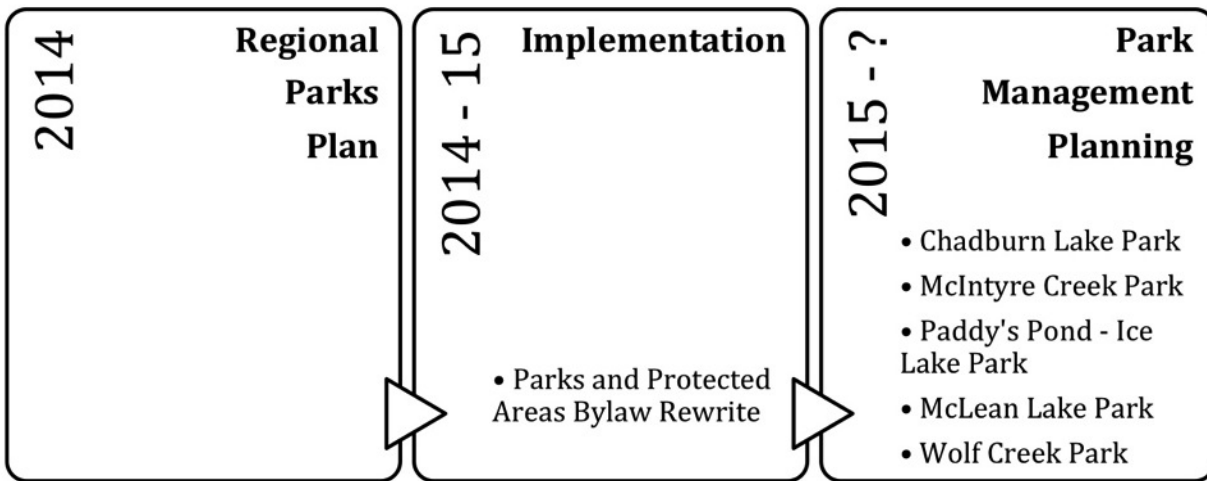 2014
Regional
Parks
Plan
2014 - 15
Implementation
• Parks and Protected
Areas Bylaw Rewrite
2015 - ?
Park
Management
Planning
• Chadburn Lake Park
• McIntyre Creek Park
• Paddy's Pond - Ice
Lake Park
• McLean Lake Park
• Wolf Creek Park